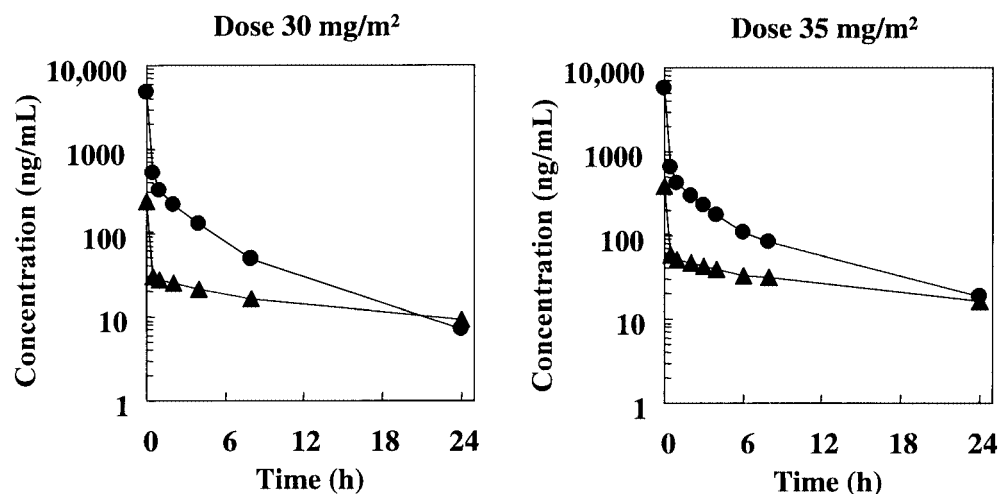 Dose 30 mg/m²
10,000
1000
100
10
1
Concentration (ng/mL)
0 6 12 18 24
Time (h)
Dose 35 mg/m²
10,000
1000
100
10
1
Concentration (ng/mL)
0 6 12 18 24
Time (h)